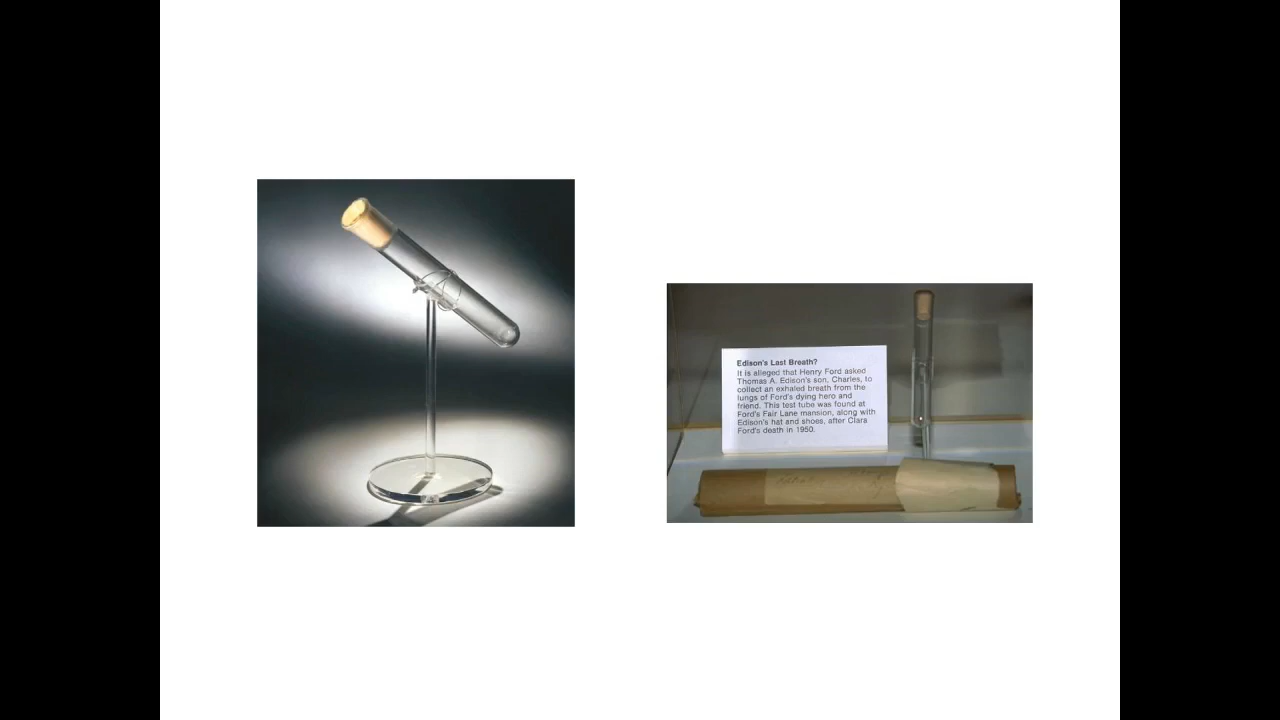 Edison's Last Breath?
It is alleged that Henry Ford asked
Thomas A. Edison's son, Charles, to
collect an exhaled breath from the
lungs of Ford's dying hero and
friend. This test tube was found at
Ford's Fair Lane mansion, along with
Edison's hat and shoes, after Clara
Ford's death in 1950.